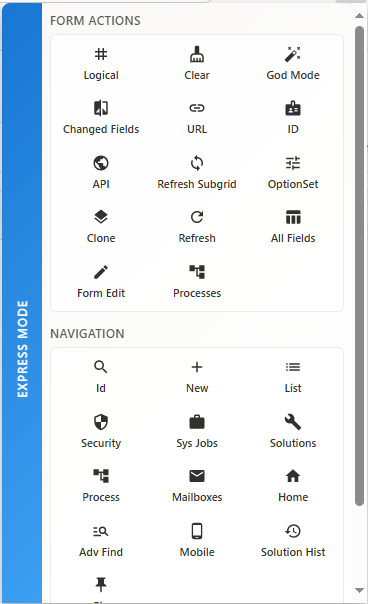 FORM ACTIONS
Logical
Clear
God Mode
Changed Fields
URL
ID
API
Refresh Subgrid
OptionSet
Clone
Refresh
All Fields
Form Edit
Processes
EXPRESS MODE
NAVIGATION
Id
New
List
Security
Sys Jobs
Solutions
Process
Mailboxes
Home
Adv Find
Mobile
Solution Hist